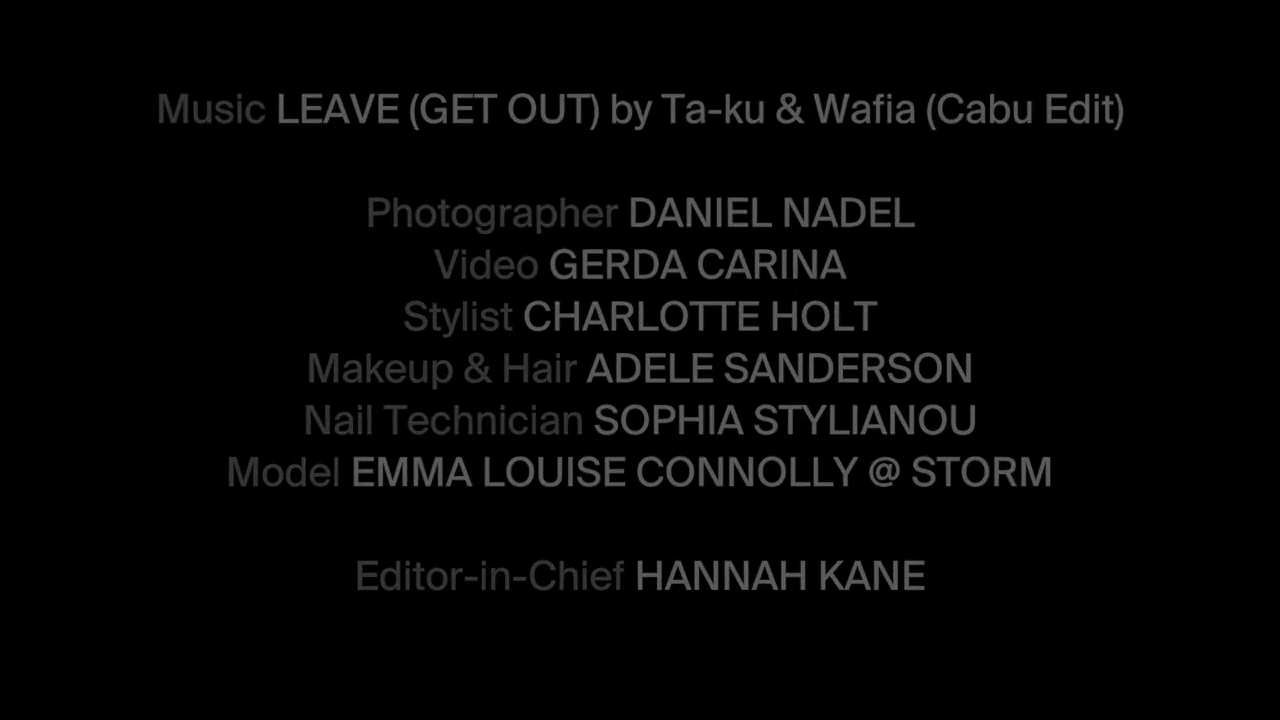 Music LEAVE (GET OUT) by Ta-ku & Wafia (Cabu Edit)
Photographer DANIEL NADEL
Video GERDA CARINA
Stylist CHARLOTTE HOLT
Makeup & Hair ADELE SANDERSON
Nail Technician SOPHIA STYLIANOU
Model EMMA LOUISE CONNOLLY @ STORM
Editor-in-Chief HANNAH KANE